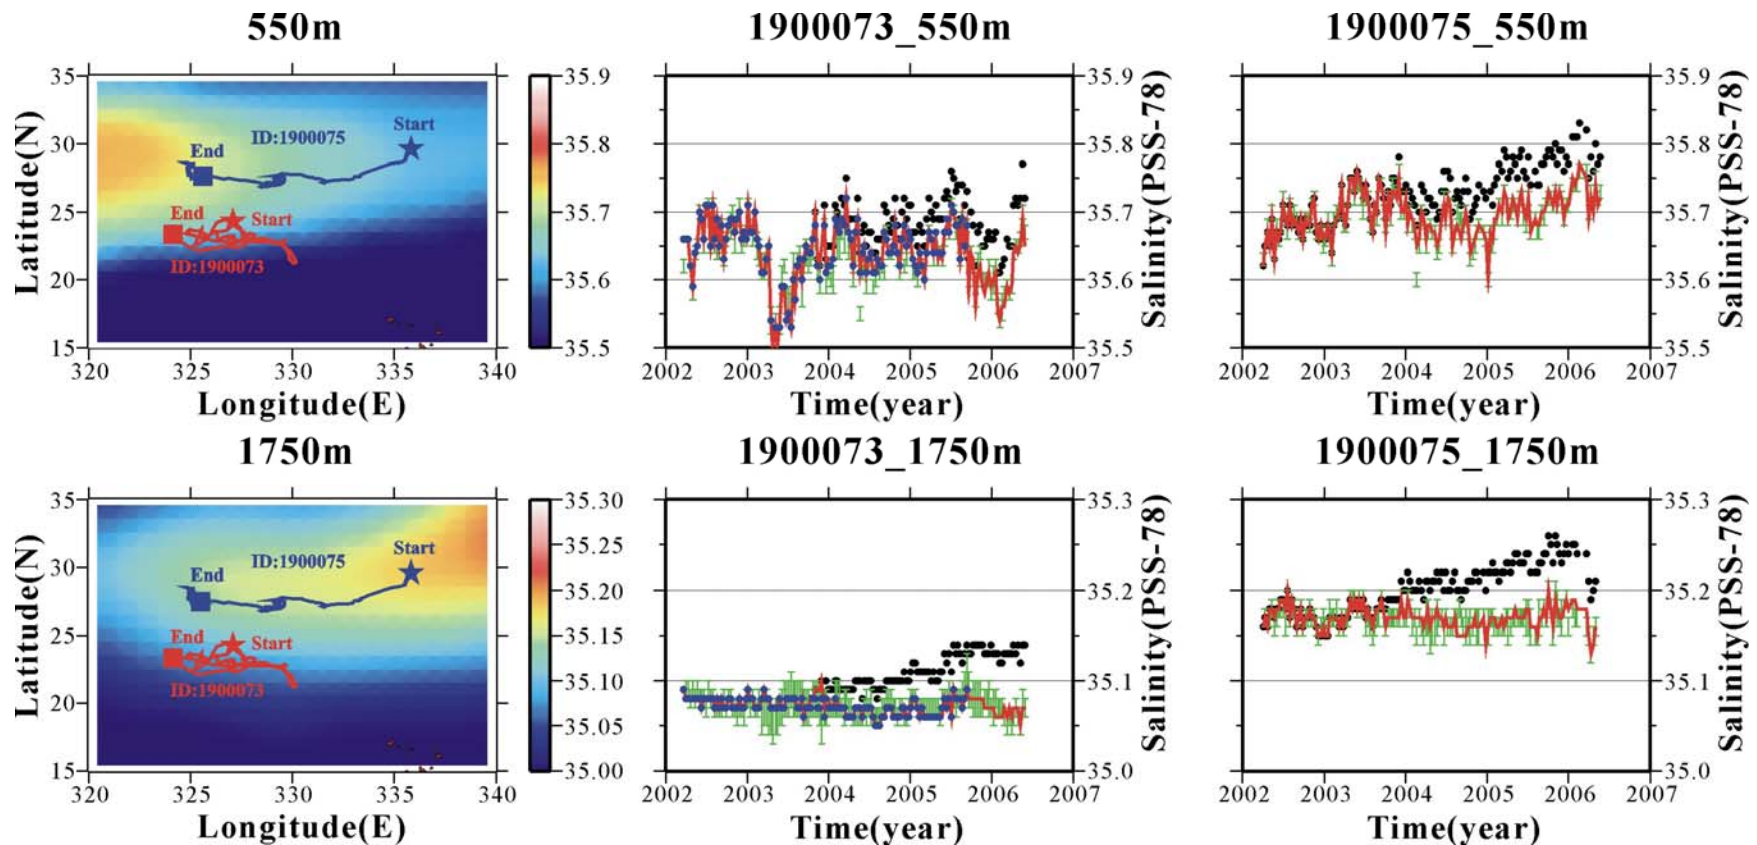 550m
1900073_550m
1900075_550m
35
30
25
20
15
Latitude(N)
ID:1900075
Start
End
End
Start
ID:1900073
320
325
330
335
340
Longitude(E)
35.9
35.8
35.7
35.6
35.5
2002
2003
2004
2005
2006
2007
Time(year)
35.9
35.8
35.7
35.6
35.5
Salinity(PSS-78)
2002
2003
2004
2005
2006
2007
Time(year)
35.9
35.8
35.7
35.6
35.5
Salinity(PSS-78)
1750m
1900073_1750m
1900075_1750m
35
30
25
20
15
Latitude(N)
ID:1900075
Start
End
End
Start
ID:1900073
320
325
330
335
340
Longitude(E)
35.30
35.25
35.20
35.15
35.10
35.05
35.00
2002
2003
2004
2005
2006
2007
Time(year)
35.3
35.2
35.1
35.0
Salinity(PSS-78)
2002
2003
2004
2005
2006
2007
Time(year)
35.3
35.2
35.1
35.0
Salinity(PSS-78)